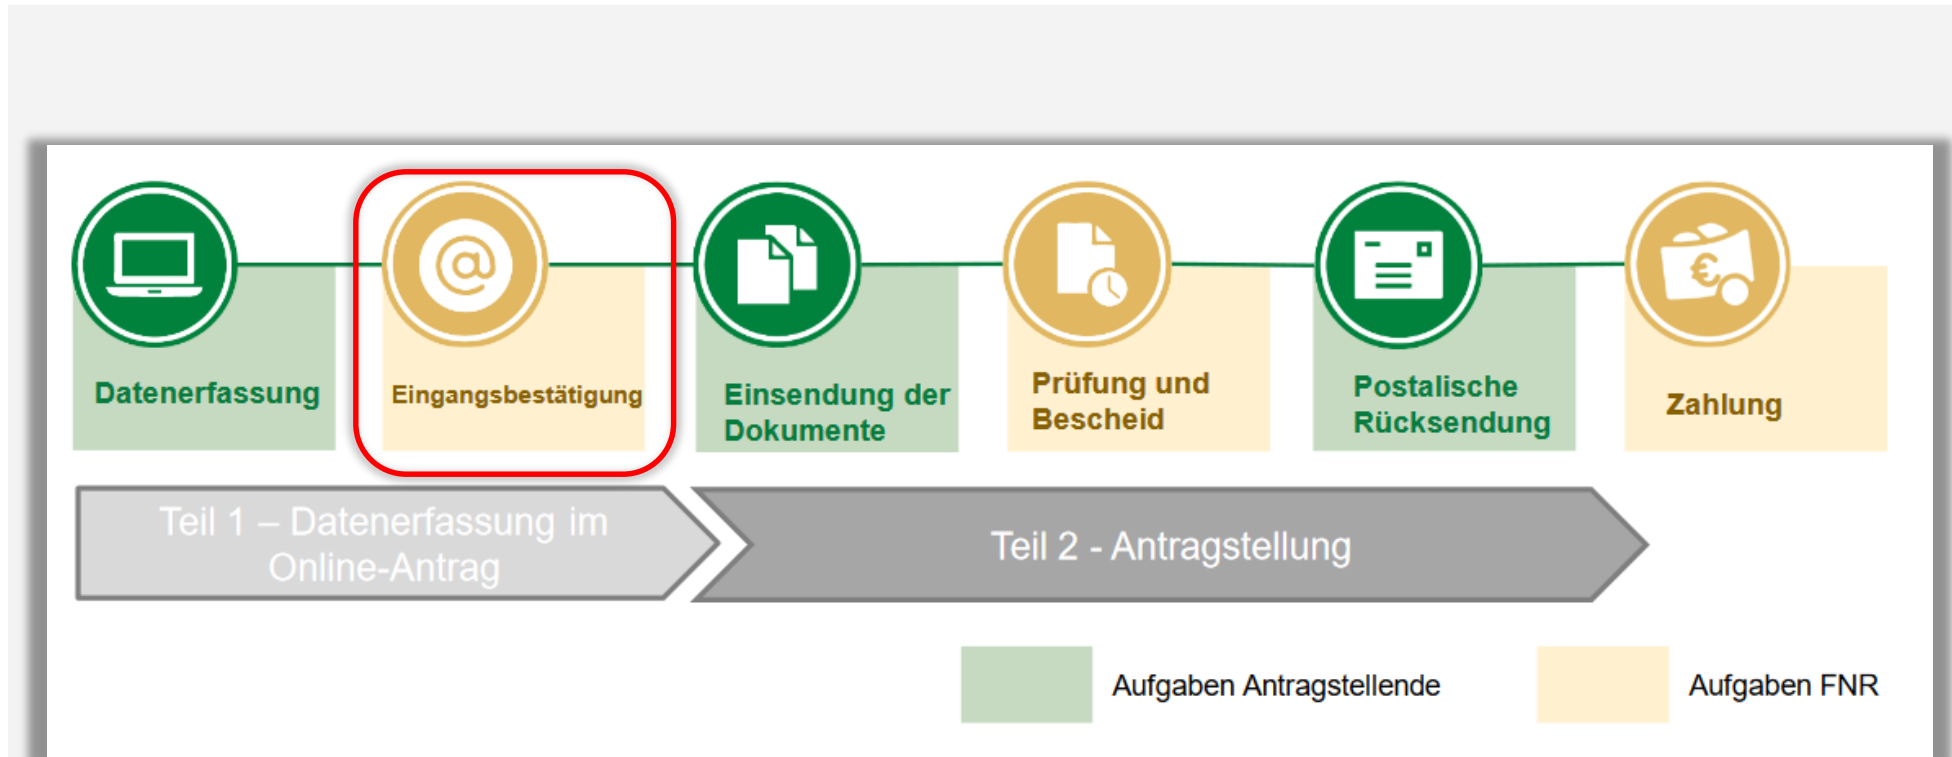 @
€
Datenerfassung
Eingangsbestätigung
Einsendung der
Dokumente
Prüfung und
Bescheid
Postalische
Rücksendung
Zahlung
Teil 1 – Datenerfassung im
Online-Antrag
Teil 2 - Antragstellung
Aufgaben Antragstellende
Aufgaben FNR